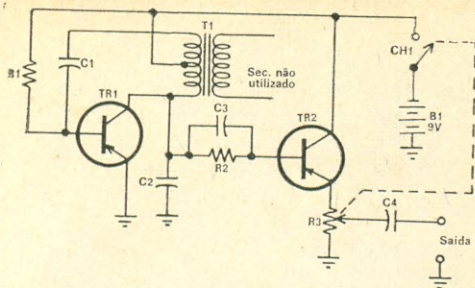 T1
CH1
R1
C1
Sec. não
utilizado
TR1
C3
TR2
B1
9V
R2
C2
R3
C4
Saída